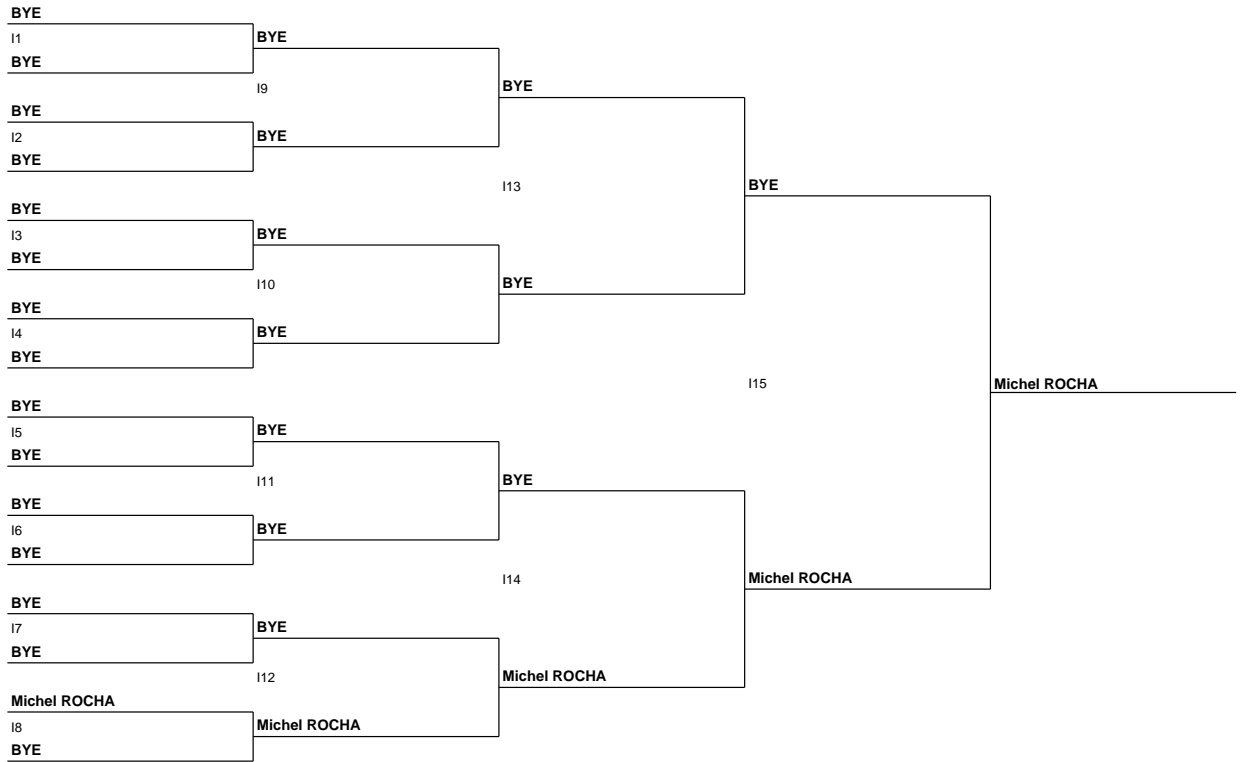 BYE
I1
BYE
BYE
I9
BYE
BYE
I2
BYE
BYE
I13
BYE
BYE
I3
BYE
BYE
I10
BYE
BYE
I4
BYE
BYE
I15
Michel ROCHA
BYE
I5
BYE
BYE
I11
BYE
BYE
I6
BYE
BYE
I14
Michel ROCHA
BYE
I7
BYE
BYE
I12
Michel ROCHA
Michel ROCHA
I8
Michel ROCHA
BYE